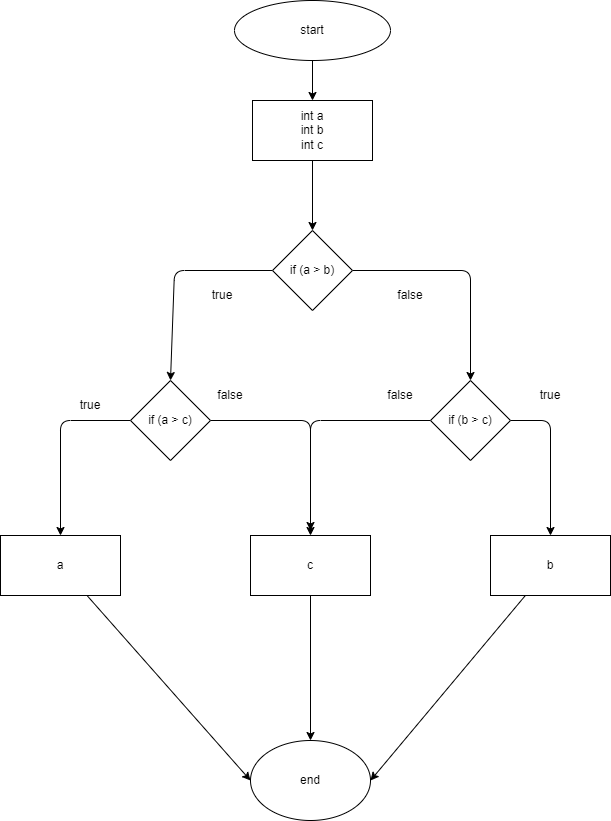 start
int a
int b
int c
if (a > b)
true
false
true
false
false
true
if (a > c)
if (b > c)
a
c
b
end